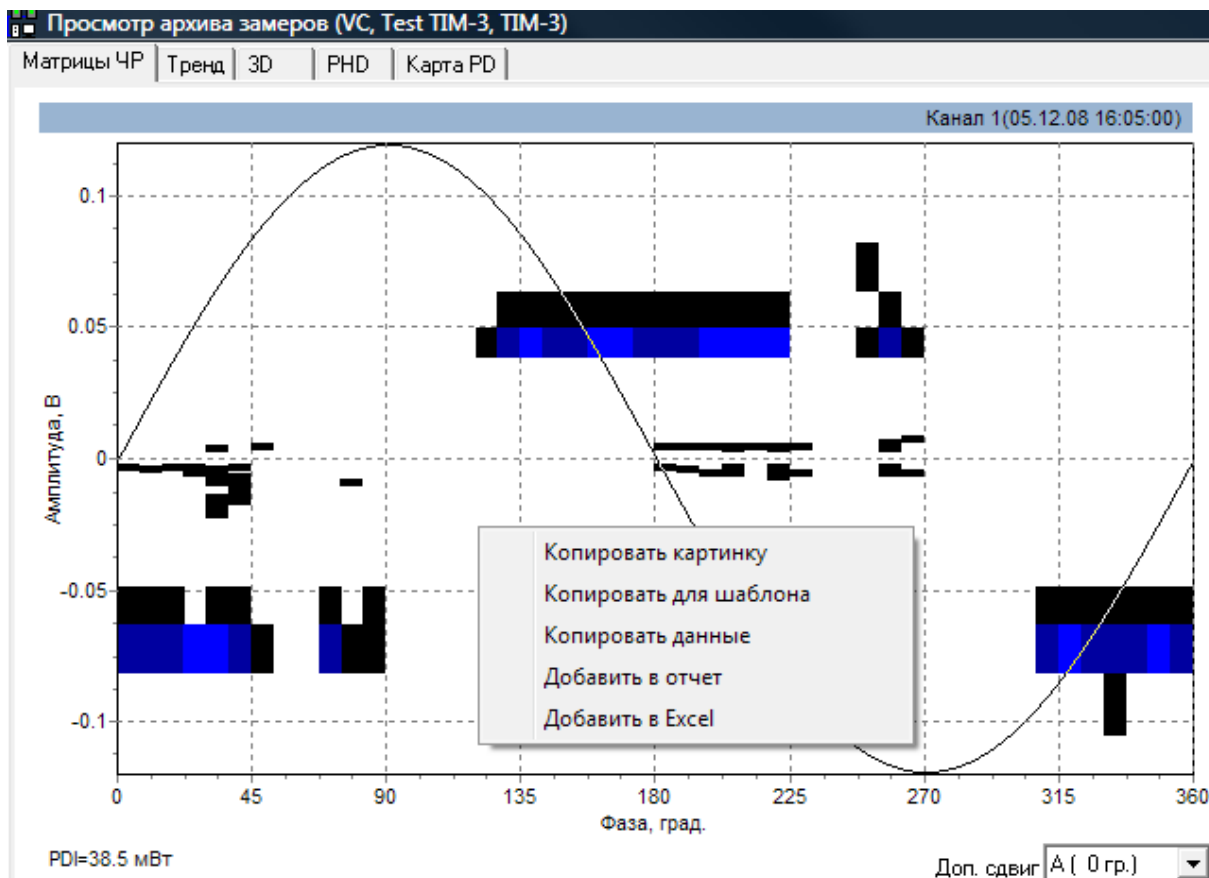 Просмотр архива замеров (VC, Test TIM-3, TIM-3)
Матрицы ЧР Тренд 3D PHD Карта PD
Канал 1(05.12.08 16:05:00)
0.1
0.05
0
-0.05
-0.1
Амплитуда, В
Копировать картинку
Копировать для шаблона
Копировать данные
Добавить в отчет
Добавить в Excel
0 45 90 135 180 225 270 315 360
Фаза, град.
PDI=38.5 мВт
Доп. сдвиг A ( 0 гр.)